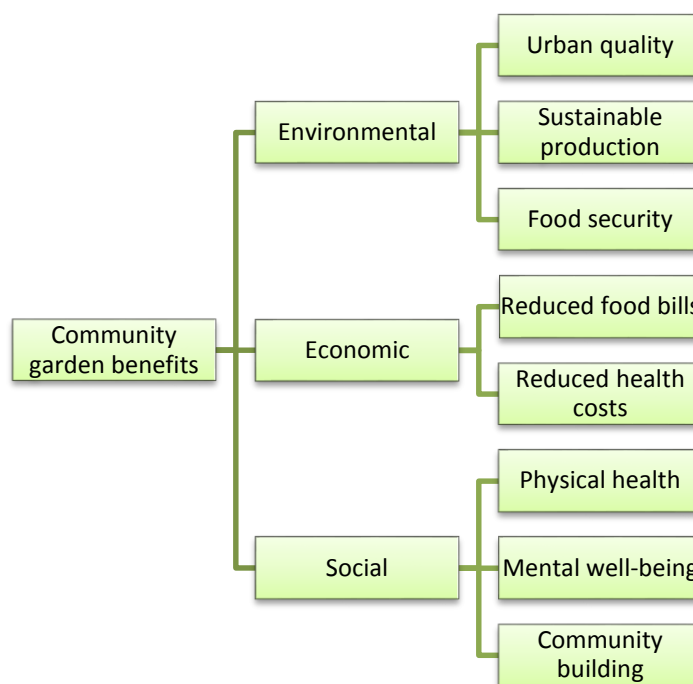 Community
garden benefits
Environmental
Urban quality
Sustainable
production
Food security
Economic
Reduced food bills
Reduced health
costs
Social
Physical health
Mental well-being
Community
building